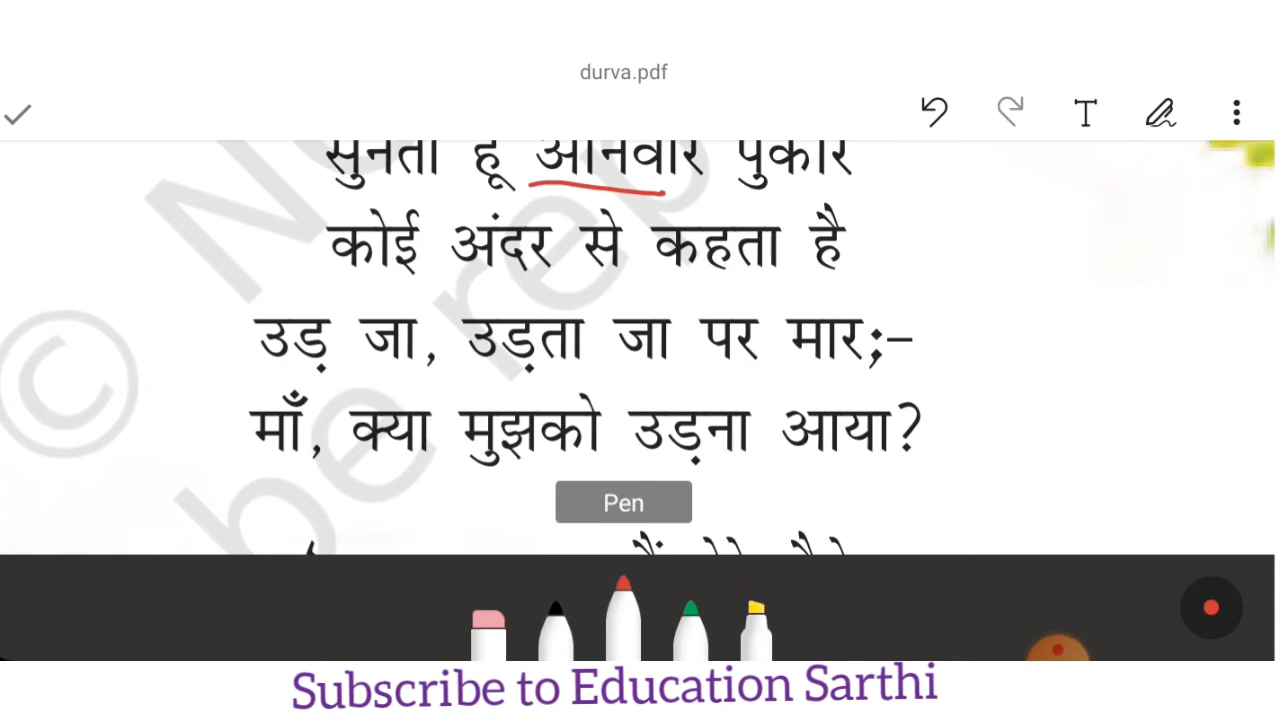 durva.pdf
सुनता हूँ अनिवार पुकार
कोई अंदर से कहता है
उड़ जा, उड़ता जा पर मार;–
माँ, क्या मुझको उड़ना आया?
Pen
Subscribe to Education Sarthi